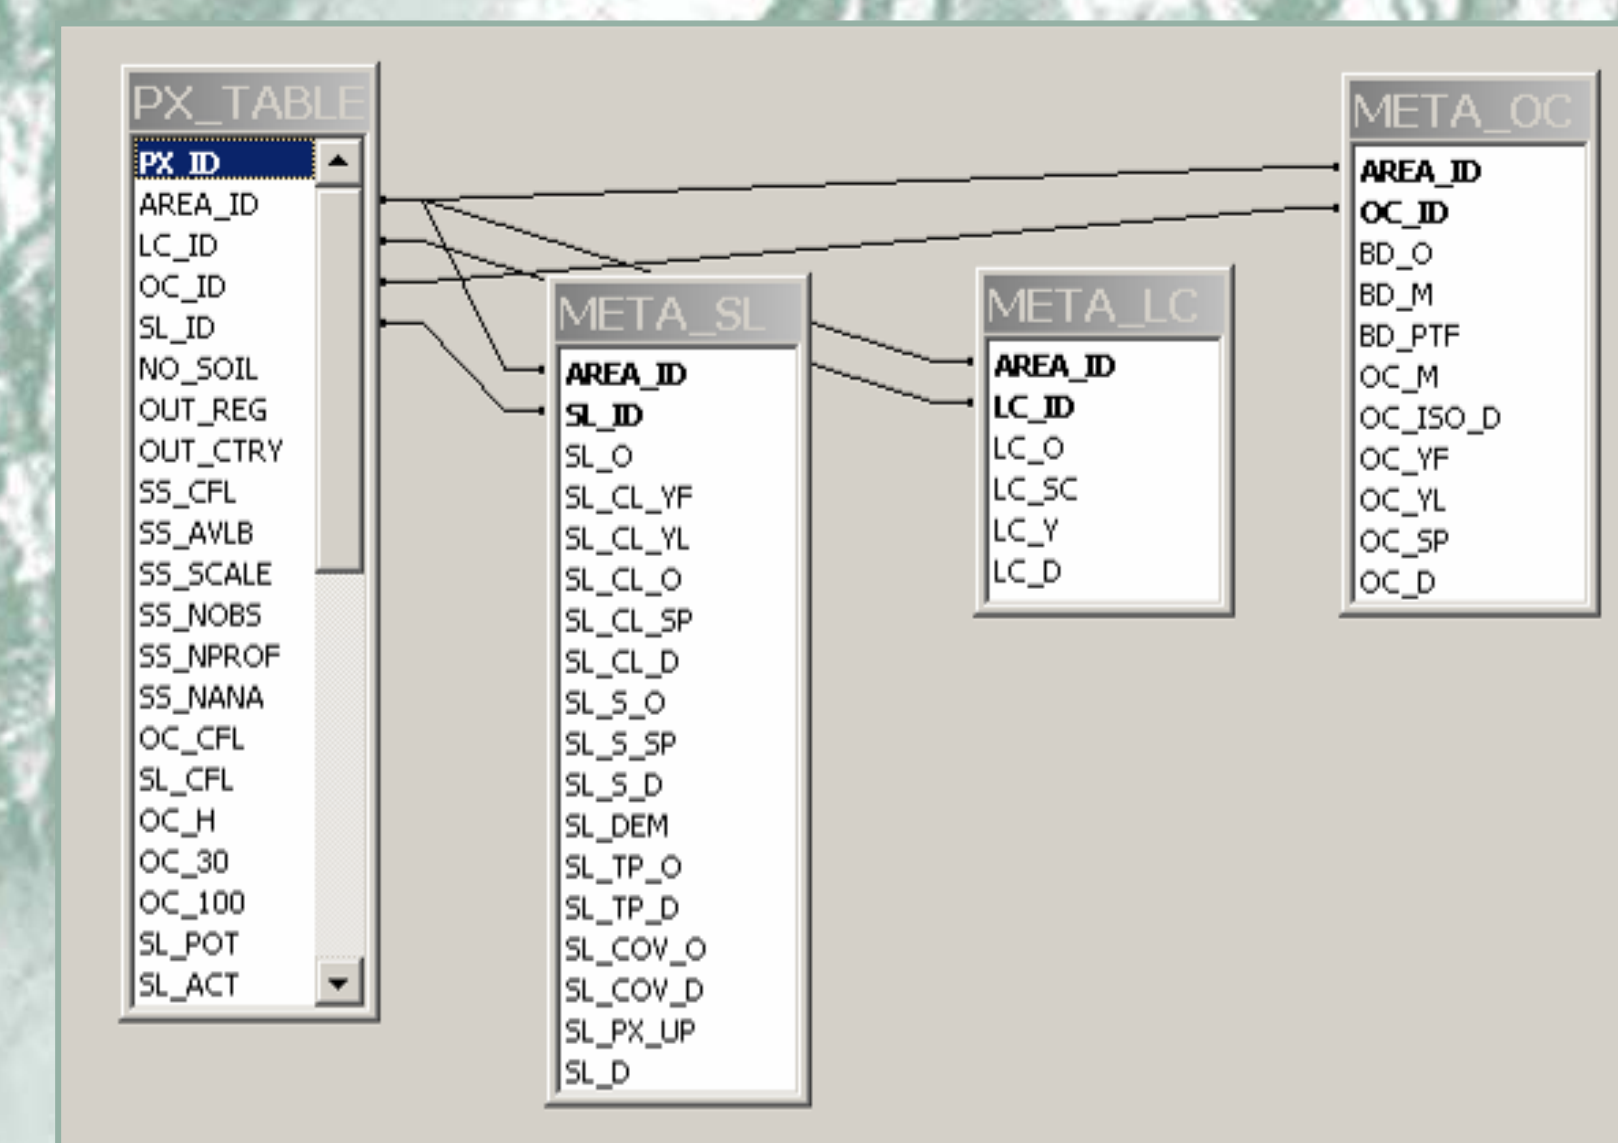 PX_TABLE
PX_ID
AREA_ID
LC_ID
OC_ID
SL_ID
NO_SOIL
OUT_REG
OUT_CTRY
SS_CFL
SS_AVLB
SS_SCALE
SS_NOBS
SS_NPROF
SS_NANA
OC_CFL
SL_CFL
OC_H
OC_30
OC_100
SL_POT
SL_ACT
META_SL
AREA_ID
SL_ID
SL_O
SL_CL_YF
SL_CL_YL
SL_CL_O
SL_CL_SP
SL_CL_D
SL_S_O
SL_S_SP
SL_S_D
SL_DEM
SL_TP_O
SL_TP_D
SL_COV_O
SL_COV_D
SL_PX_UP
SL_D
META_LC
AREA_ID
LC_ID
LC_O
LC_SC
LC_Y
LC_D
META_OC
AREA_ID
OC_ID
BD_O
BD_M
BD_PTF
OC_M
OC_ISO_D
OC_YF
OC_YL
OC_SP
OC_D